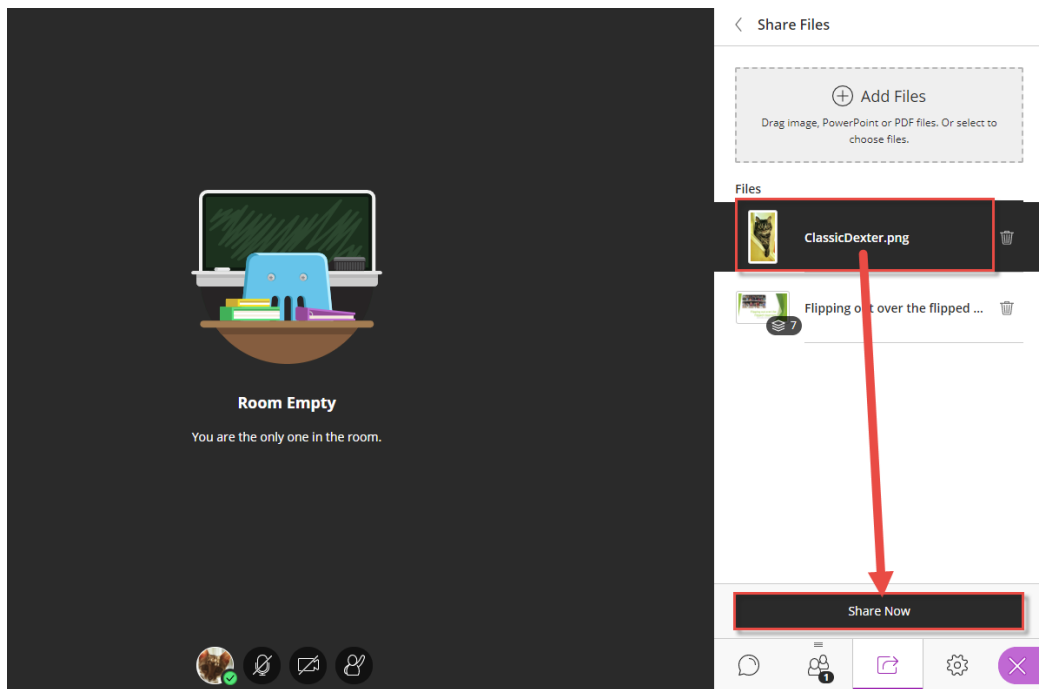 Share Files
Add Files
Drag image, PowerPoint or PDF files. Or select to
choose files.
Files
ClassicDexter.png
Flipping out over the flipped ...
7
Room Empty
You are the only one in the room.
Share Now
1